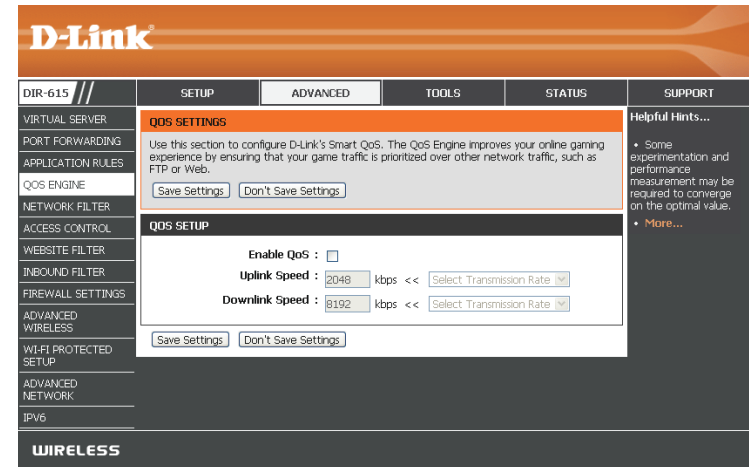 D-Link
DIR-615 //
SETUP
ADVANCED
TOOLS
STATUS
SUPPORT
VIRTUAL SERVER
PORT FORWARDING
APPLICATION RULES
QOS ENGINE
NETWORK FILTER
ACCESS CONTROL
WEBSITE FILTER
INBOUND FILTER
FIREWALL SETTINGS
ADVANCED
WIRELESS
WI-FI PROTECTED
SETUP
ADVANCED
NETWORK
IPV6
QOS SETTINGS
Use this section to configure D-Link's Smart QoS. The QoS Engine improves your online gaming
experience by ensuring that your game traffic is prioritized over other network traffic, such as
FTP or Web.
Save Settings Don't Save Settings
QOS SETUP
Enable QoS :
Uplink Speed : 2048 kbps << Select Transmission Rate
Downlink Speed : 8192 kbps << Select Transmission Rate
Save Settings Don't Save Settings
Helpful Hints...
• Some
experimentation and
performance
measurement may be
required to converge
on the optimal value.
• More...
WIRELESS